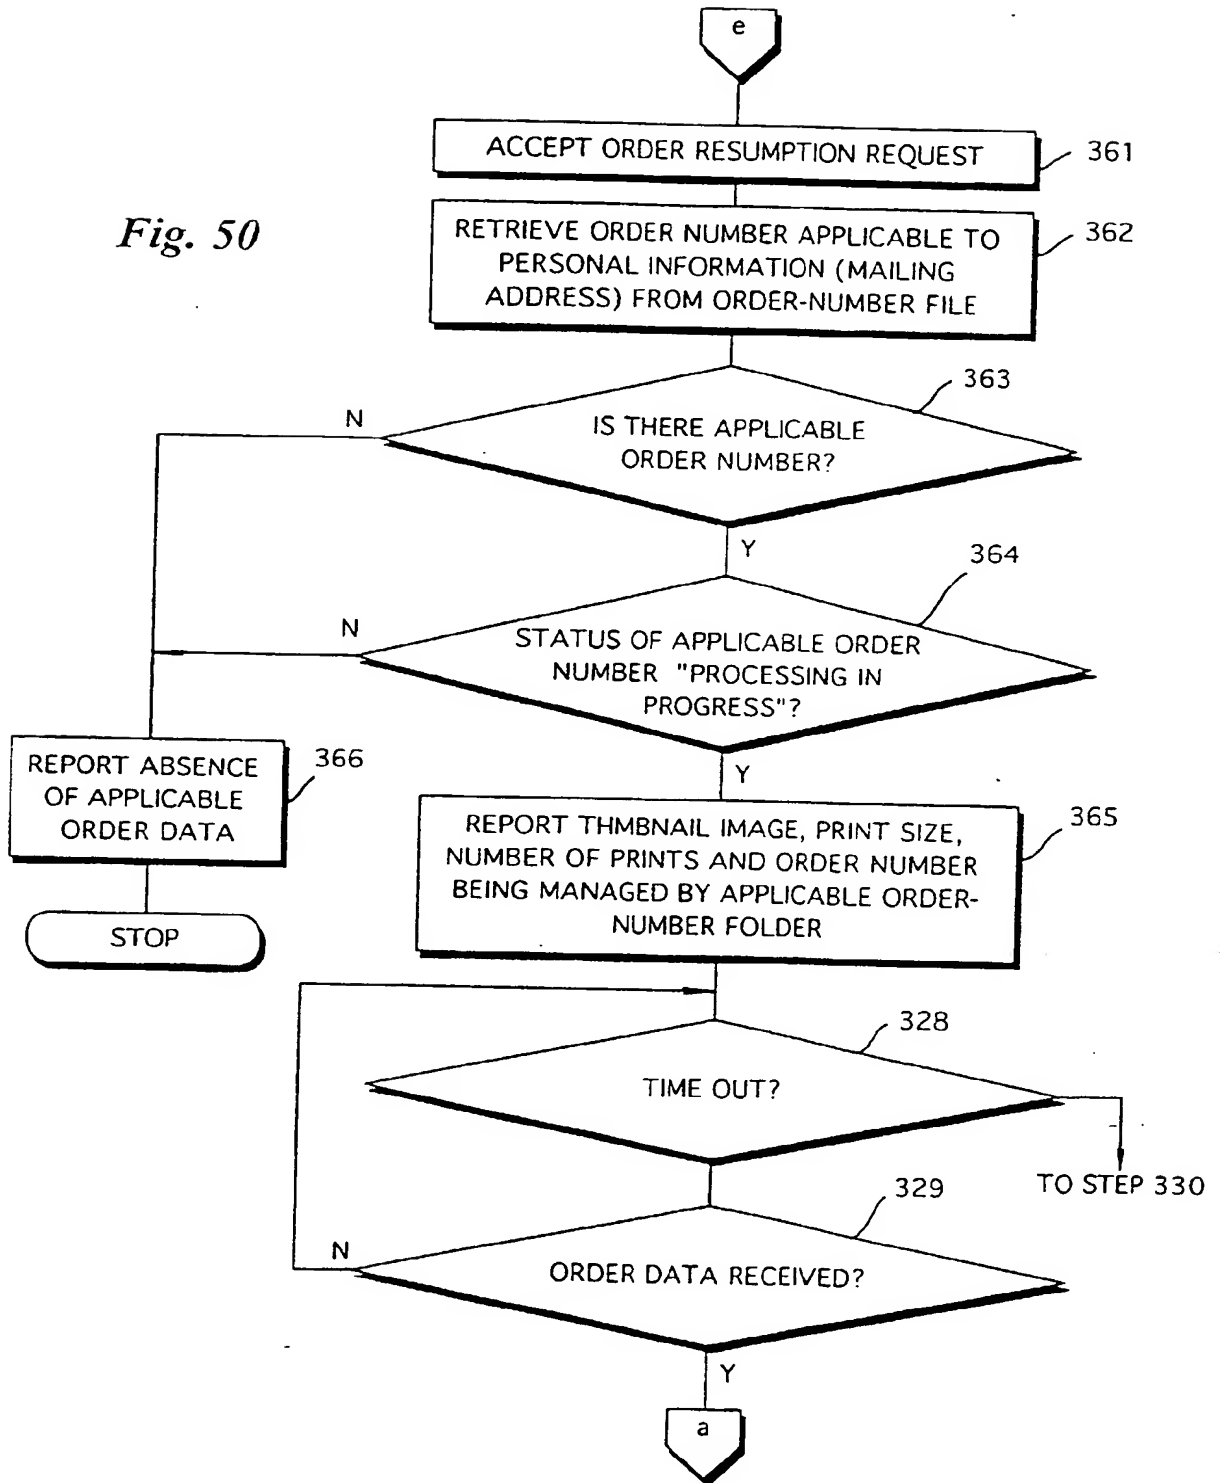 e
ACCEPT ORDER RESUMPTION REQUEST
361
Fig. 50
RETRIEVE ORDER NUMBER APPLICABLE TO
PERSONAL INFORMATION (MAILING
ADDRESS) FROM ORDER-NUMBER FILE
362
363
N
IS THERE APPLICABLE
ORDER NUMBER?
Y
364
N
STATUS OF APPLICABLE ORDER
NUMBER "PROCESSING IN
PROGRESS"?
Y
REPORT ABSENCE
OF APPLICABLE
ORDER DATA
366
STOP
REPORT THMBNAIL IMAGE, PRINT SIZE,
NUMBER OF PRINTS AND ORDER NUMBER
BEING MANAGED BY APPLICABLE ORDER-
NUMBER FOLDER
365
328
TIME OUT?
TO STEP 330
329
N
ORDER DATA RECEIVED?
Y
a